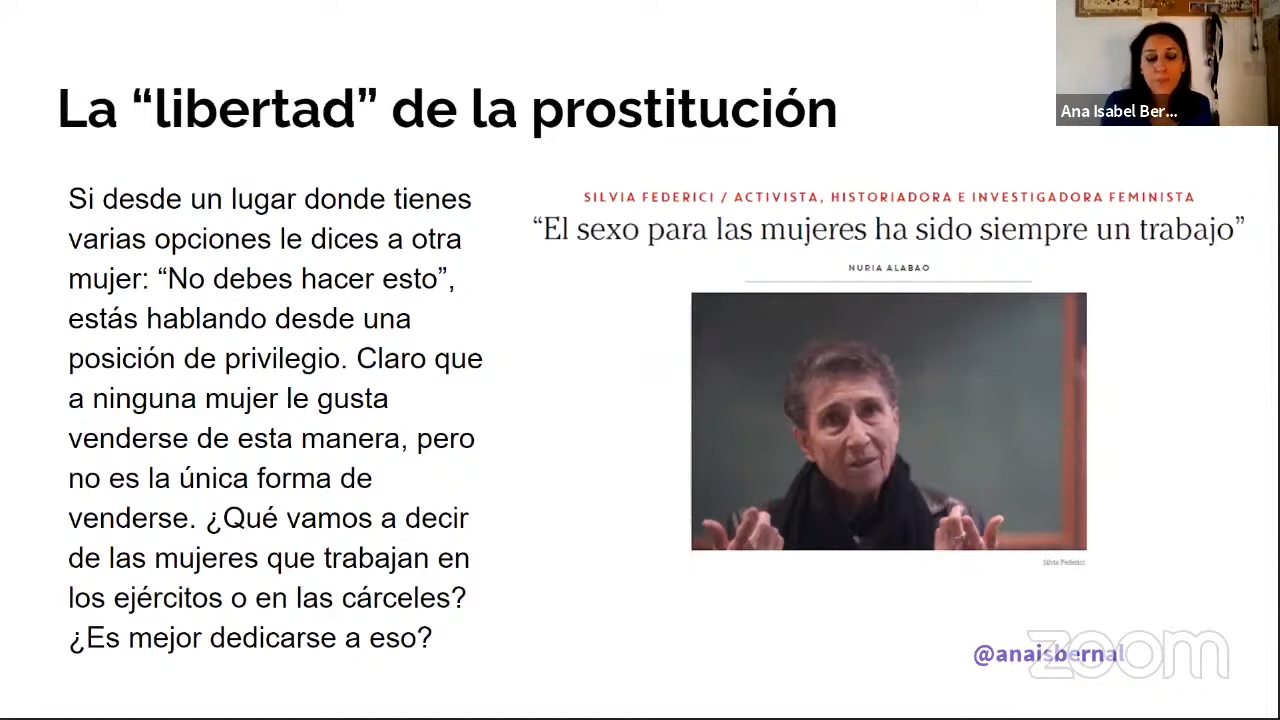 La “libertad” de la prostitución
Ana Isabel Ber...
Si desde un lugar donde tienes
varias opciones le dices a otra
mujer: “No debes hacer esto”,
estás hablando desde una
posición de privilegio. Claro que
a ninguna mujer le gusta
venderse de esta manera, pero
no es la única forma de
venderse. ¿Qué vamos a decir
de las mujeres que trabajan en
los ejércitos o en las cárceles?
¿Es mejor dedicarse a eso?
SILVIA FEDERICI / ACTIVISTA, HISTORIADORA E INVESTIGADORA FEMINISTA
“El sexo para las mujeres ha sido siempre un trabajo”
NURIA ALABAO
Silvia Federici
@anaisbernal
zoom